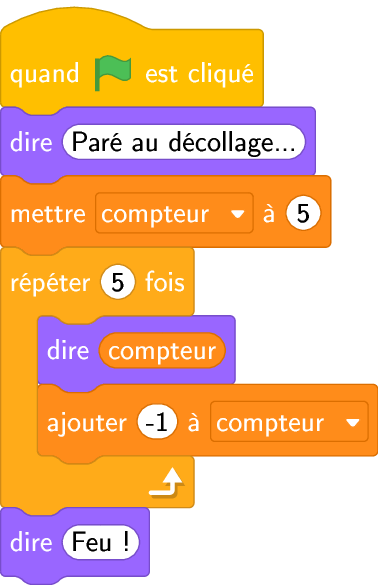 quand est cliqué
dire Paré au décollage...
mettre compteur à 5
répéter 5 fois
dire compteur
ajouter -1 à compteur
dire Feu !